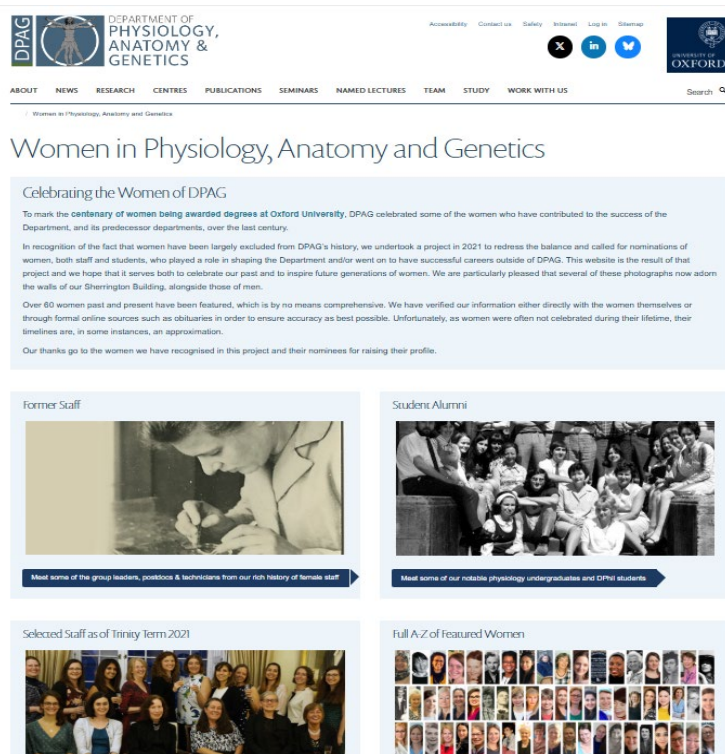 DPAG
DEPARTMENT OF
PHYSIOLOGY,
ANATOMY &
GENETICS
Accessibility Contact us Safety Intranet Log in Sitemap
UNIVERSITY OF
OXFORD
ABOUT NEWS RESEARCH CENTRES PUBLICATIONS SEMINARS NAMED LECTURES TEAM STUDY WORK WITH US Search
/ Women in Physiology, Anatomy and Genetics
Women in Physiology, Anatomy and Genetics
Celebrating the Women of DPAG
To mark the centenary of women being awarded degrees at Oxford University, DPAG celebrated some of the women who have contributed to the success of the
Department, and its predecessor departments, over the last century.
In recognition of the fact that women have been largely excluded from DPAG's history, we undertook a project in 2021 to redress the balance and called for nominations of
women, both staff and students, who played a role in shaping the Department and/or went on to have successful careers outside of DPAG. This website is the result of that
project and we hope that it serves both to celebrate our past and to inspire future generations of women. We are particularly pleased that several of these photographs now adorn
the walls of our Sherrington Building, alongside those of men.
Over 60 women past and present have been featured, which is by no means comprehensive. We have verified our information either directly with the women themselves or
through formal online sources such as obituaries in order to ensure accuracy as best possible. Unfortunately, as women were often not celebrated during their lifetime, their
timelines are, in some instances, an approximation.
Our thanks go to the women we have recognised in this project and their nominees for raising their profile.
Former Staff
Student Alumni
Meet some of the group leaders, postdocs & technicians from our rich history of female staff
Meet some of our notable physiology undergraduates and DPhil students
Selected Staff as of Trinity Term 2021
Full A-Z of Featured Women